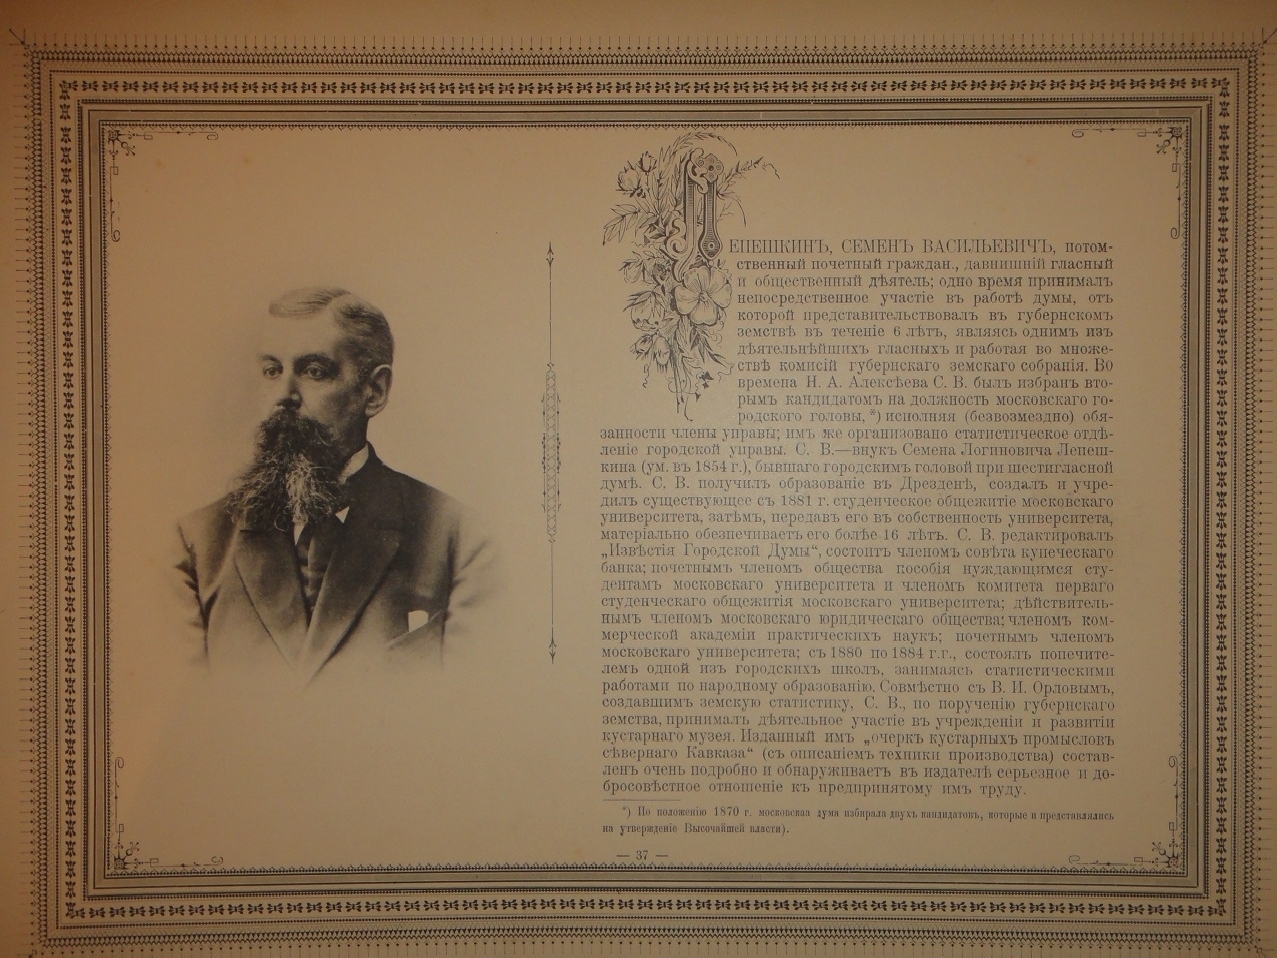 ЛЕПЕШКИНЪ, СЕМЕНЪ ВАСИЛЬЕВИЧЪ, потом-
ственный почетный граждан., давнишній гласный
и общественный дѣятель; одно время принималъ
непосредственное участіе въ работѣ думы, отъ
которой представительствовалъ въ губернскомъ
земствѣ въ теченіе 6 лѣтъ, являясь однимъ изъ
дѣятельнѣйшихъ гласныхъ и работая во множе-
ствѣ комисій губернскаго земскаго собранія. Во
времена Н. А. Алексѣева С. В. былъ избранъ вто-
рымъ кандидатомъ на должность московскаго го-
родского головы, *) исполняя (безвозмездно) обя-
занности члены управы; имъ же организовано статистическое отдѣ-
леніе городской управы. С. В.—внукъ Семена Логиновича Лепеш-
кина (ум. въ 1854 г.), бывшаго городскимъ головой при шестигласной
думѣ. С. В. получилъ образованіе въ Дрезденѣ, создалъ и учре-
дилъ существующее съ 1881 г. студенческое общежитіе московскаго
университета, затѣмъ, передавъ его въ собственность университета,
матеріально обезпечиваетъ его болѣе 16 лѣтъ. С. В. редактировалъ
„Извѣстія Городской Думы“, состоитъ членомъ совѣта купеческаго
банка; почетнымъ членомъ общества пособія нуждающимся сту-
дентамъ московскаго университета и членомъ комитета перваго
студенческаго общежитія московскаго университета; дѣйствитель-
нымъ членомъ московскаго юридическаго общества; членомъ ком-
мерческой академіи практическихъ наукъ; почетнымъ членомъ
московскаго университета; съ 1880 по 1884 г.г., состоялъ попечите-
лемъ одной изъ городскихъ школъ, занимаясь статистическими
работами по народному образованію. Совмѣстно съ В. И. Орловымъ,
создавшимъ земскую статистику, С. В., по порученію губернскаго
земства, принималъ дѣятельное участіе въ учрежденіи и развитіи
кустарнаго музея. Изданный имъ „очеркъ кустарныхъ промысловъ
сѣвернаго Кавказа“ (съ описаніемъ техники производства) состав-
ленъ очень подробно и обнаруживаетъ въ издателѣ серьезное и до-
бросовѣстное отношеніе къ предпринятому имъ труду.
*) По положенію 1870 г. московская дума избирала двухъ кандидатовъ, которые и представлялись
на утвержденіе Высочайшей власти).
— 37 —